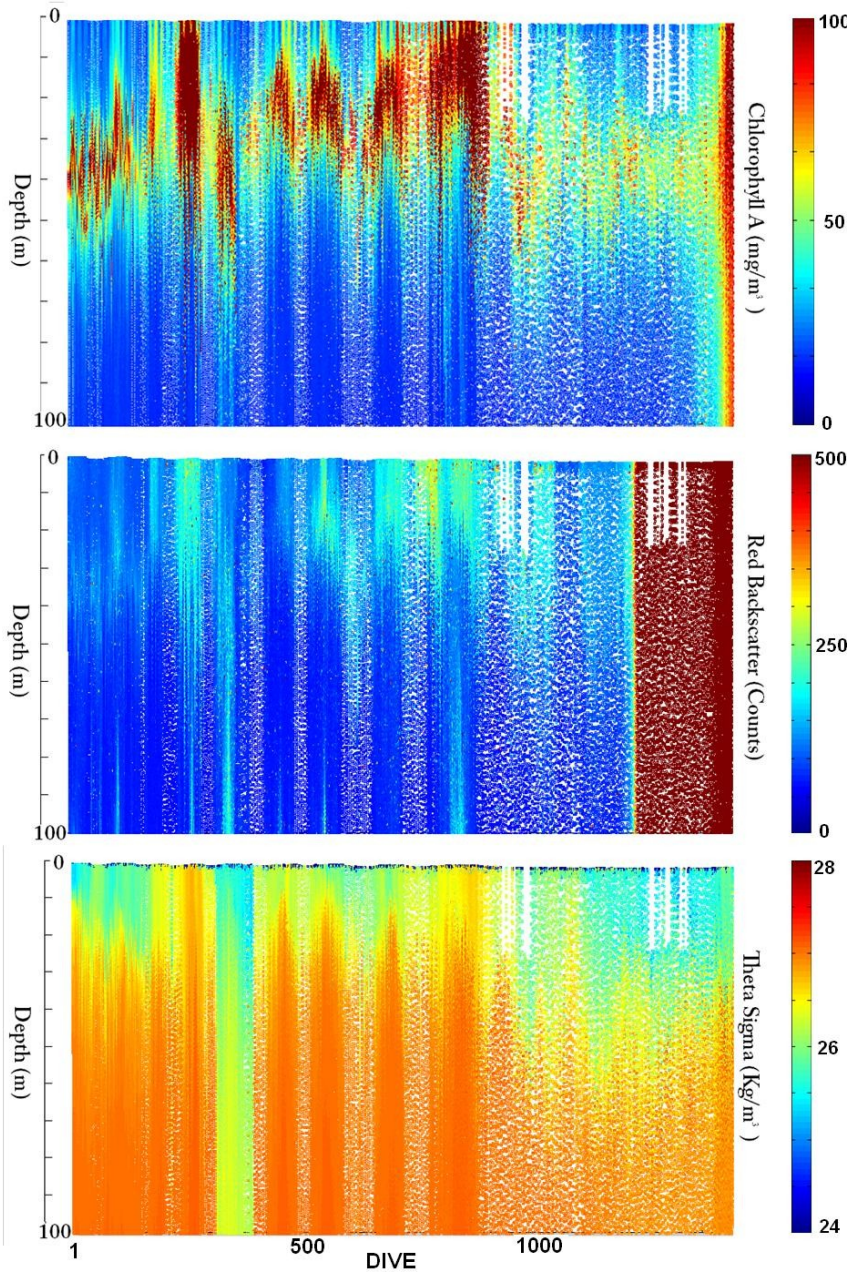 0
Depth (m)
100
100
50
0
Chlorophyll A (mg/m³)
0
Depth (m)
100
500
250
0
Red Backscatter (Counts)
0
Depth (m)
100
28
26
24
Theta Sigma (Kg/m³)
1
500
1000
DIVE